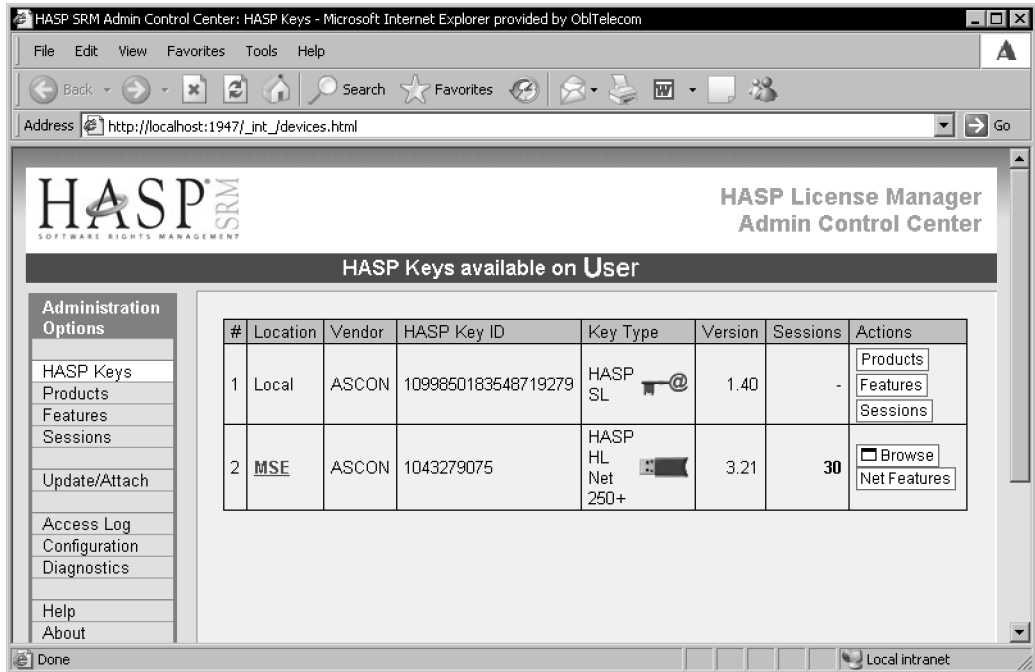 HASP SRM Admin Control Center: HASP Keys - Microsoft Internet Explorer provided by OblTelecom
File Edit View Favorites Tools Help
Back Search Favorites
Address http://localhost:1947/_int_/devices.html Go
HASP SRM
SOFTWARE RIGHTS MANAGEMENT
HASP License Manager
Admin Control Center
HASP Keys available on User
Administration
Options
HASP Keys
Products
Features
Sessions
Update/Attach
Access Log
Configuration
Diagnostics
Help
About
# Location Vendor HASP Key ID Key Type Version Sessions Actions
1 Local ASCON 1099850183548719279 HASP SL 1.40 - Products Features Sessions
2 MSE ASCON 1043279075 HASP HL Net 250+ 3.21 30 Browse Net Features
Done Local intranet